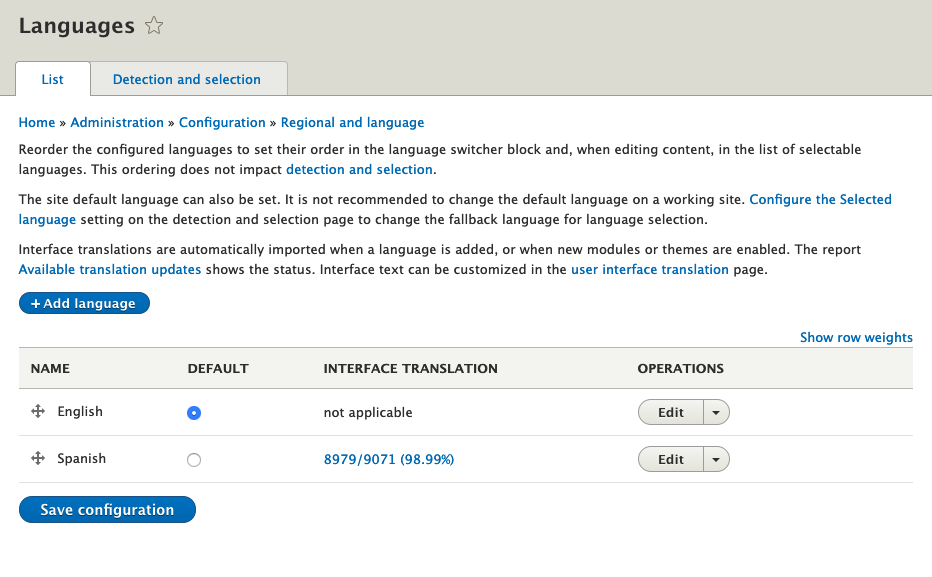 Languages
List
Detection and selection
Home » Administration » Configuration » Regional and language
Reorder the configured languages to set their order in the language switcher block and, when editing content, in the list of selectable
languages. This ordering does not impact detection and selection.
The site default language can also be set. It is not recommended to change the default language on a working site. Configure the Selected
language setting on the detection and selection page to change the fallback language for language selection.
Interface translations are automatically imported when a language is added, or when new modules or themes are enabled. The report
Available translation updates shows the status. Interface text can be customized in the user interface translation page.
+ Add language
Show row weights
NAME DEFAULT INTERFACE TRANSLATION OPERATIONS
English not applicable Edit
Spanish 8979/9071 (98.99%) Edit
Save configuration